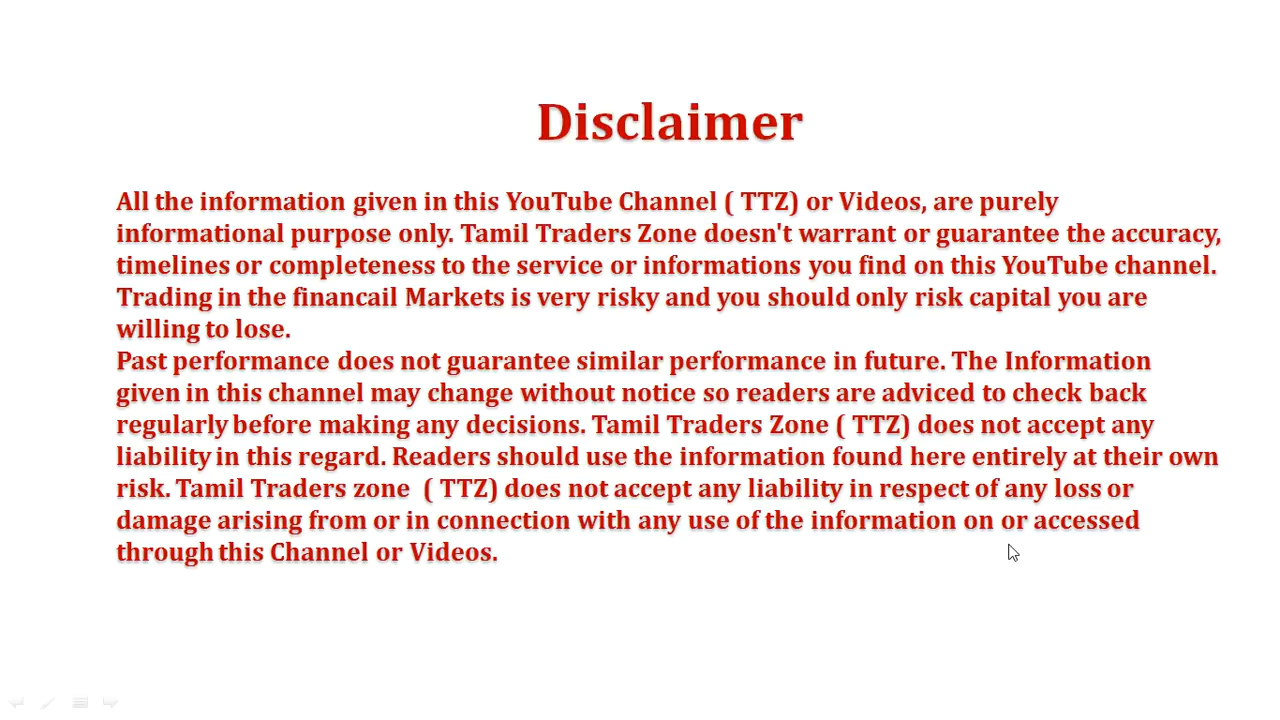 Disclaimer
All the information given in this YouTube Channel ( TTZ) or Videos, are purely
informational purpose only. Tamil Traders Zone doesn't warrant or guarantee the accuracy,
timelines or completeness to the service or informations you find on this YouTube channel.
Trading in the financail Markets is very risky and you should only risk capital you are
willing to lose.
Past performance does not guarantee similar performance in future. The Information
given in this channel may change without notice so readers are adviced to check back
regularly before making any decisions. Tamil Traders Zone ( TTZ) does not accept any
liability in this regard. Readers should use the information found here entirely at their own
risk. Tamil Traders zone  ( TTZ) does not accept any liability in respect of any loss or
damage arising from or in connection with any use of the information on or accessed
through this Channel or Videos.